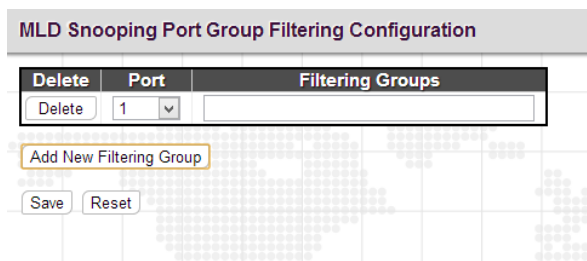 MLD Snooping Port Group Filtering Configuration
Delete Port Filtering Groups
Delete 1
Add New Filtering Group
Save Reset